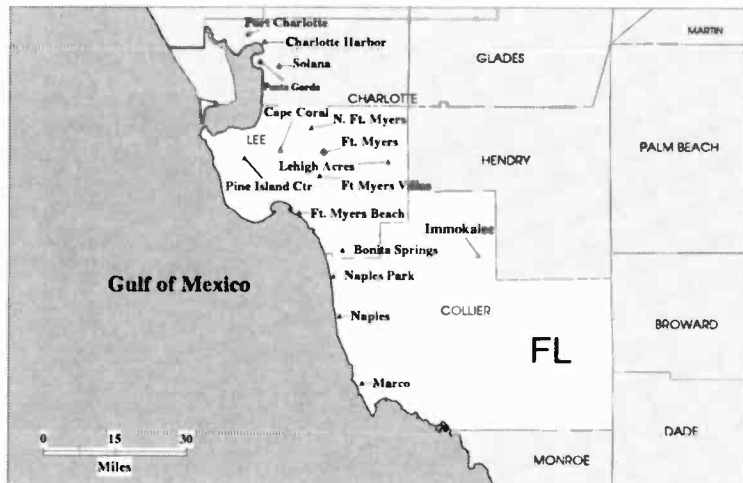 Port Charlotte
MARTIN
Charlotte Harbor
GLADES
Solana
Punta Gorda
CHARLOTTE
Cape Coral
N. Ft. Myers
LEE
Ft. Myers
PALM BEACH
Lehigh Acres
HENDRY
Pine Island Ctr
Ft Myers Villas
Ft. Myers Beach
Immokalee
Bonita Springs
Gulf of Mexico
Naples Park
COLLIER
Naples
BROWARD
FL
Marco
DADE
0 15 30
Miles
MONROE